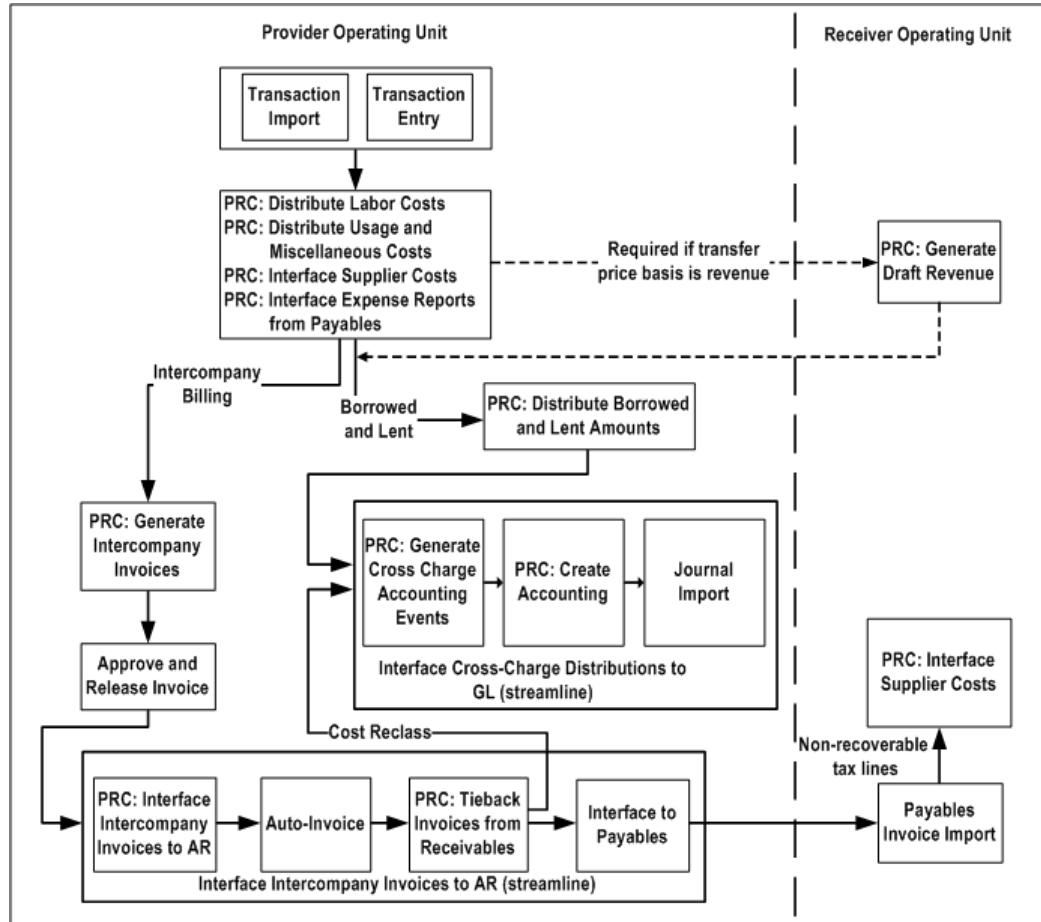 Provider Operating Unit
Receiver Operating Unit
Transaction
Import
Transaction
Entry
PRC: Distribute Labor Costs
PRC: Distribute Usage and
Miscellaneous Costs
PRC: Interface Supplier Costs
PRC: Interface Expense Reports
from Payables
Required if transfer
price basis is revenue
PRC: Generate
Draft Revenue
Intercompany
Billing
Borrowed
and Lent
PRC: Distribute Borrowed
and Lent Amounts
PRC: Generate
Intercompany
Invoices
PRC: Generate
Cross Charge
Accounting
Events
PRC: Create
Accounting
Journal
Import
Interface Cross-Charge Distributions to
GL (streamline)
Approve and
Release Invoice
PRC: Interface
Supplier Costs
Cost Reclass
Non-recoverable
tax lines
PRC: Interface
Intercompany
Invoices to AR
Auto-Invoice
PRC: Tieback
Invoices from
Receivables
Interface to
Payables
Payables
Invoice Import
Interface Intercompany Invoices to AR (streamline)